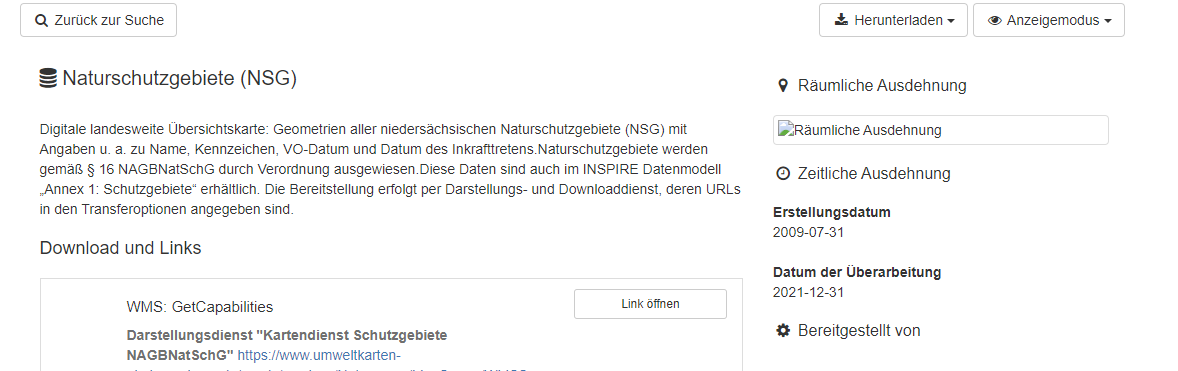 Zurück zur Suche
Herunterladen
Anzeigemodus
Naturschutzgebiete (NSG)
Digitale landesweite Übersichtskarte: Geometrien aller niedersächsischen Naturschutzgebiete (NSG) mit
Angaben u. a. zu Name, Kennzeichen, VO-Datum und Datum des Inkrafttretens.Naturschutzgebiete werden
gemäß § 16 NAGBNatSchG durch Verordnung ausgewiesen.Diese Daten sind auch im INSPIRE Datenmodell
„Annex 1: Schutzgebiete“ erhältlich. Die Bereitstellung erfolgt per Darstellungs- und Downloaddienst, deren URLs
in den Transferoptionen angegeben sind.
Download und Links
WMS: GetCapabilities
Link öffnen
Darstellungsdienst "Kartendienst Schutzgebiete
NAGBNatSchG" https://www.umweltkarten-
Räumliche Ausdehnung
Räumliche Ausdehnung
Zeitliche Ausdehnung
Erstellungsdatum
2009-07-31
Datum der Überarbeitung
2021-12-31
Bereitgestellt von